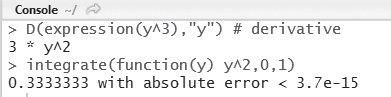 Console ~/
> D(expression(y^3),"y") # derivative
3 * y^2
> integrate(function(y) y^2,0,1)
0.3333333 with absolute error < 3.7e-15